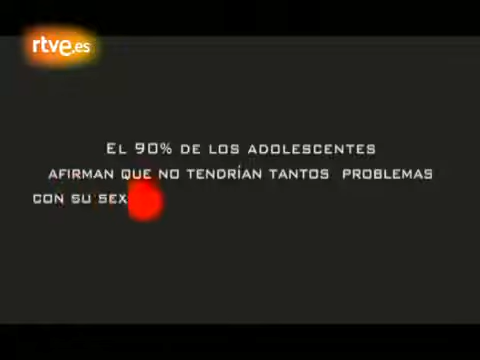 rtve.es
EL 90% DE LOS ADOLESCENTES
AFIRMAN QUE NO TENDRÍAN TANTOS PROBLEMAS
CON SU SEX